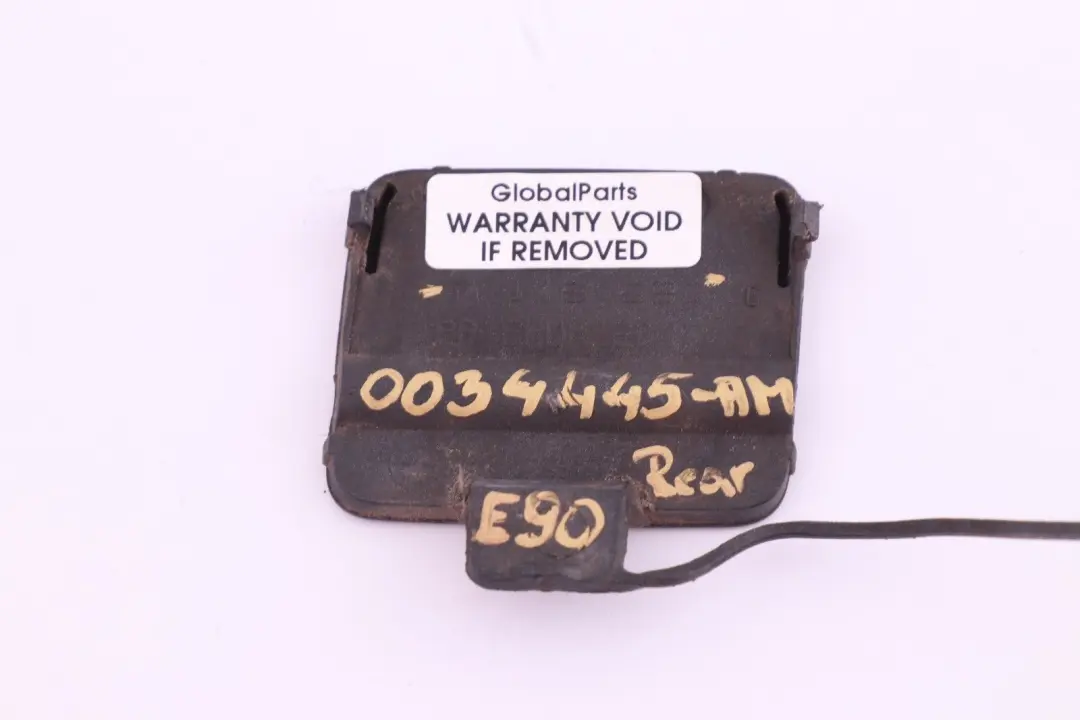 GlobalParts
WARRANTY VOID
IF REMOVED
0034445-AM
Rear
E90